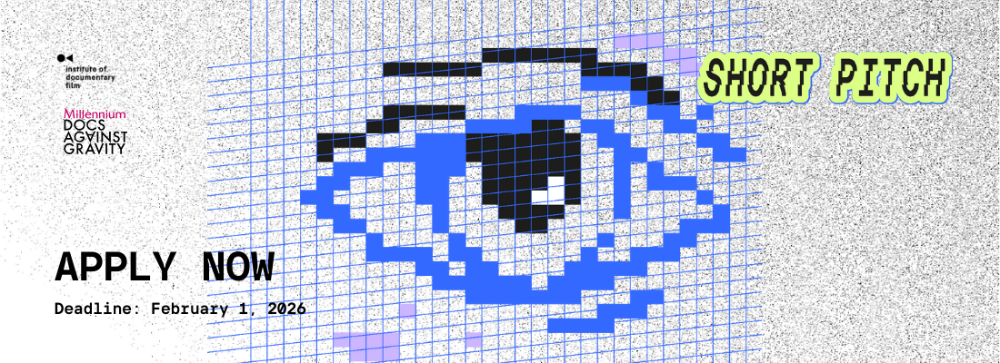 institute of
documentary
film
Millennium
DOCS
AGAINST
GRAVITY
SHORT PITCH
APPLY NOW
Deadline: February 1, 2026